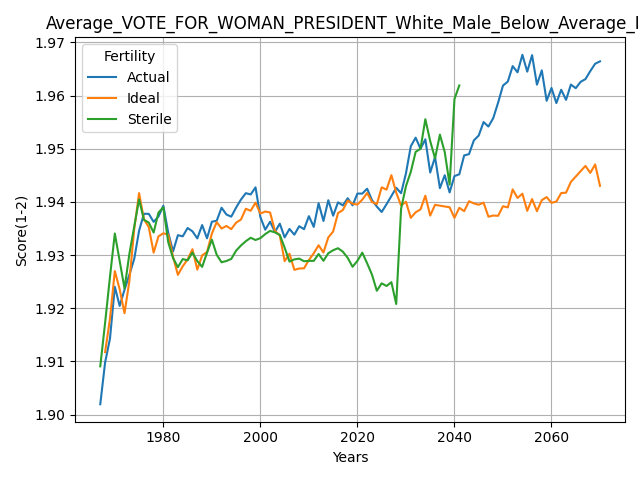 Average_VOTE_FOR_WOMAN_PRESIDENT_White_Male_Below_Average_
Fertility
Actual
Ideal
Sterile
1.97
1.96
1.95
1.94
1.93
1.92
1.91
1.90
Score(1-2)
1980
2000
2020
2040
2060
Years